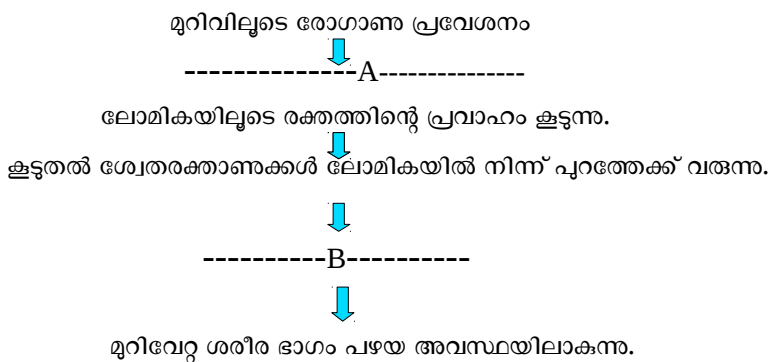 മുറിവിലൂടെ രോഗാണു പ്രവേശനം
---------------A---------------
ലോമികയിലൂടെ രക്തത്തിന്റെ പ്രവാഹം കൂടുന്നു.
കൂടുതൽ ശ്വേതരക്താണുക്കൾ ലോമികയിൽ നിന്ന് പുറത്തേക്ക് വരുന്നു.
----------B----------
മുറിവേറ്റ ശരീര ഭാഗം പഴയ അവസ്ഥയിലാകുന്നു.